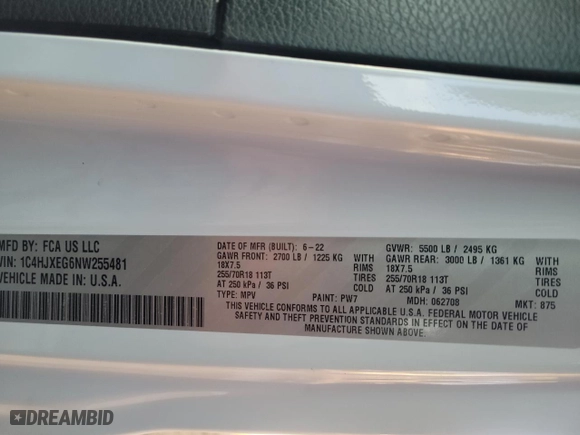 MFD BY: FCA US LLC
VIN: 1C4HJXEG6NW255481
VEHICLE MADE IN U.S.A.
DATE OF MFR (BUILT): 6-22
GVWR: 5500 LB / 2495 KG
GAWR FRONT: 2700 LB / 1225 KG WITH
GAWR REAR: 3000 LB / 1361 KG WITH
18X7.5 RIMS
18X7.5 RIMS
255/70R18 113T TIRES
255/70R18 113T TIRES
AT 250 kPa / 36 PSI COLD
AT 250 kPa / 36 PSI COLD
TYPE: MPV PAINT: PW7 MDH: 062708 MKT: 875
THIS VEHICLE CONFORMS TO ALL APPLICABLE U.S.A. FEDERAL MOTOR VEHICLE
SAFETY AND THEFT PREVENTION STANDARDS IN EFFECT ON THE DATE OF
MANUFACTURE SHOWN ABOVE.
DREAMBID